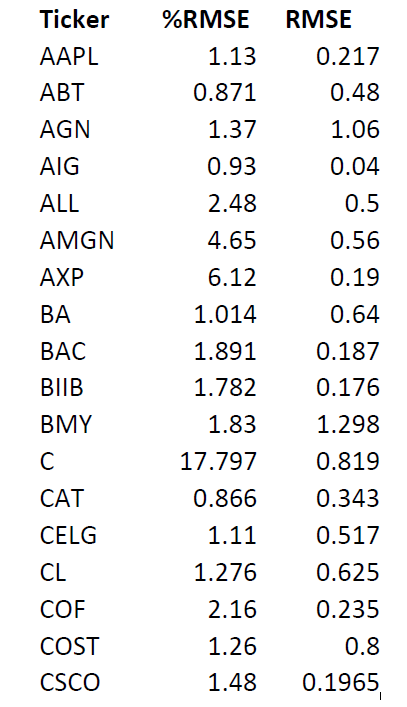 Ticker %RMSE RMSE
AAPL 1.13 0.217
ABT 0.871 0.48
AGN 1.37 1.06
AIG 0.93 0.04
ALL 2.48 0.5
AMGN 4.65 0.56
AXP 6.12 0.19
BA 1.014 0.64
BAC 1.891 0.187
BIIB 1.782 0.176
BMY 1.83 1.298
C 17.797 0.819
CAT 0.866 0.343
CELG 1.11 0.517
CL 1.276 0.625
COF 2.16 0.235
COST 1.26 0.8
CSCO 1.48 0.1965